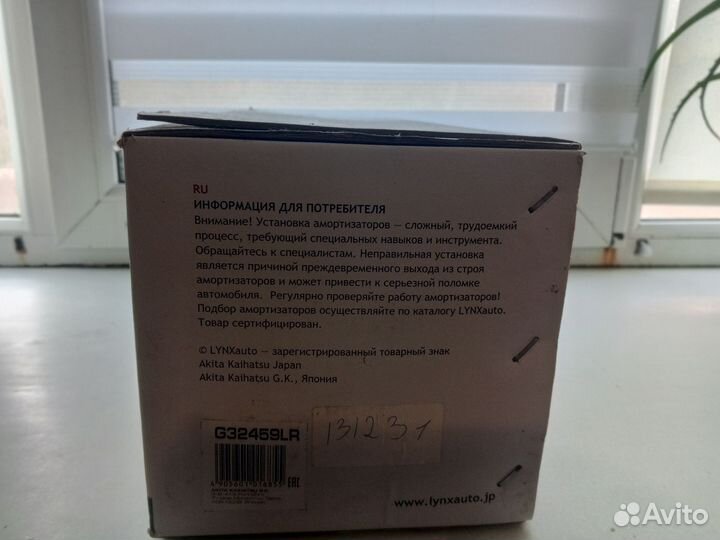 RU
ИНФОРМАЦИЯ ДЛЯ ПОТРЕБИТЕЛЯ
Внимание! Установка амортизаторов — сложный, трудоемкий
процесс, требующий специальных навыков и инструмента.
Обращайтесь к специалистам. Неправильная установка
является причиной преждевременного выхода из строя
амортизаторов и может привести к серьезной поломке
автомобиля. Регулярно проверяйте работу амортизаторов!
Подбор амортизаторов осуществляйте по каталогу LYNXauto.
Товар сертифицирован.
© LYNXauto — зарегистрированный товарный знак
Akita Kaihatsu Japan
Akita Kaihatsu G.K., Япония
G32459LR
131231
EAC
www.lynxauto.jp
Avito